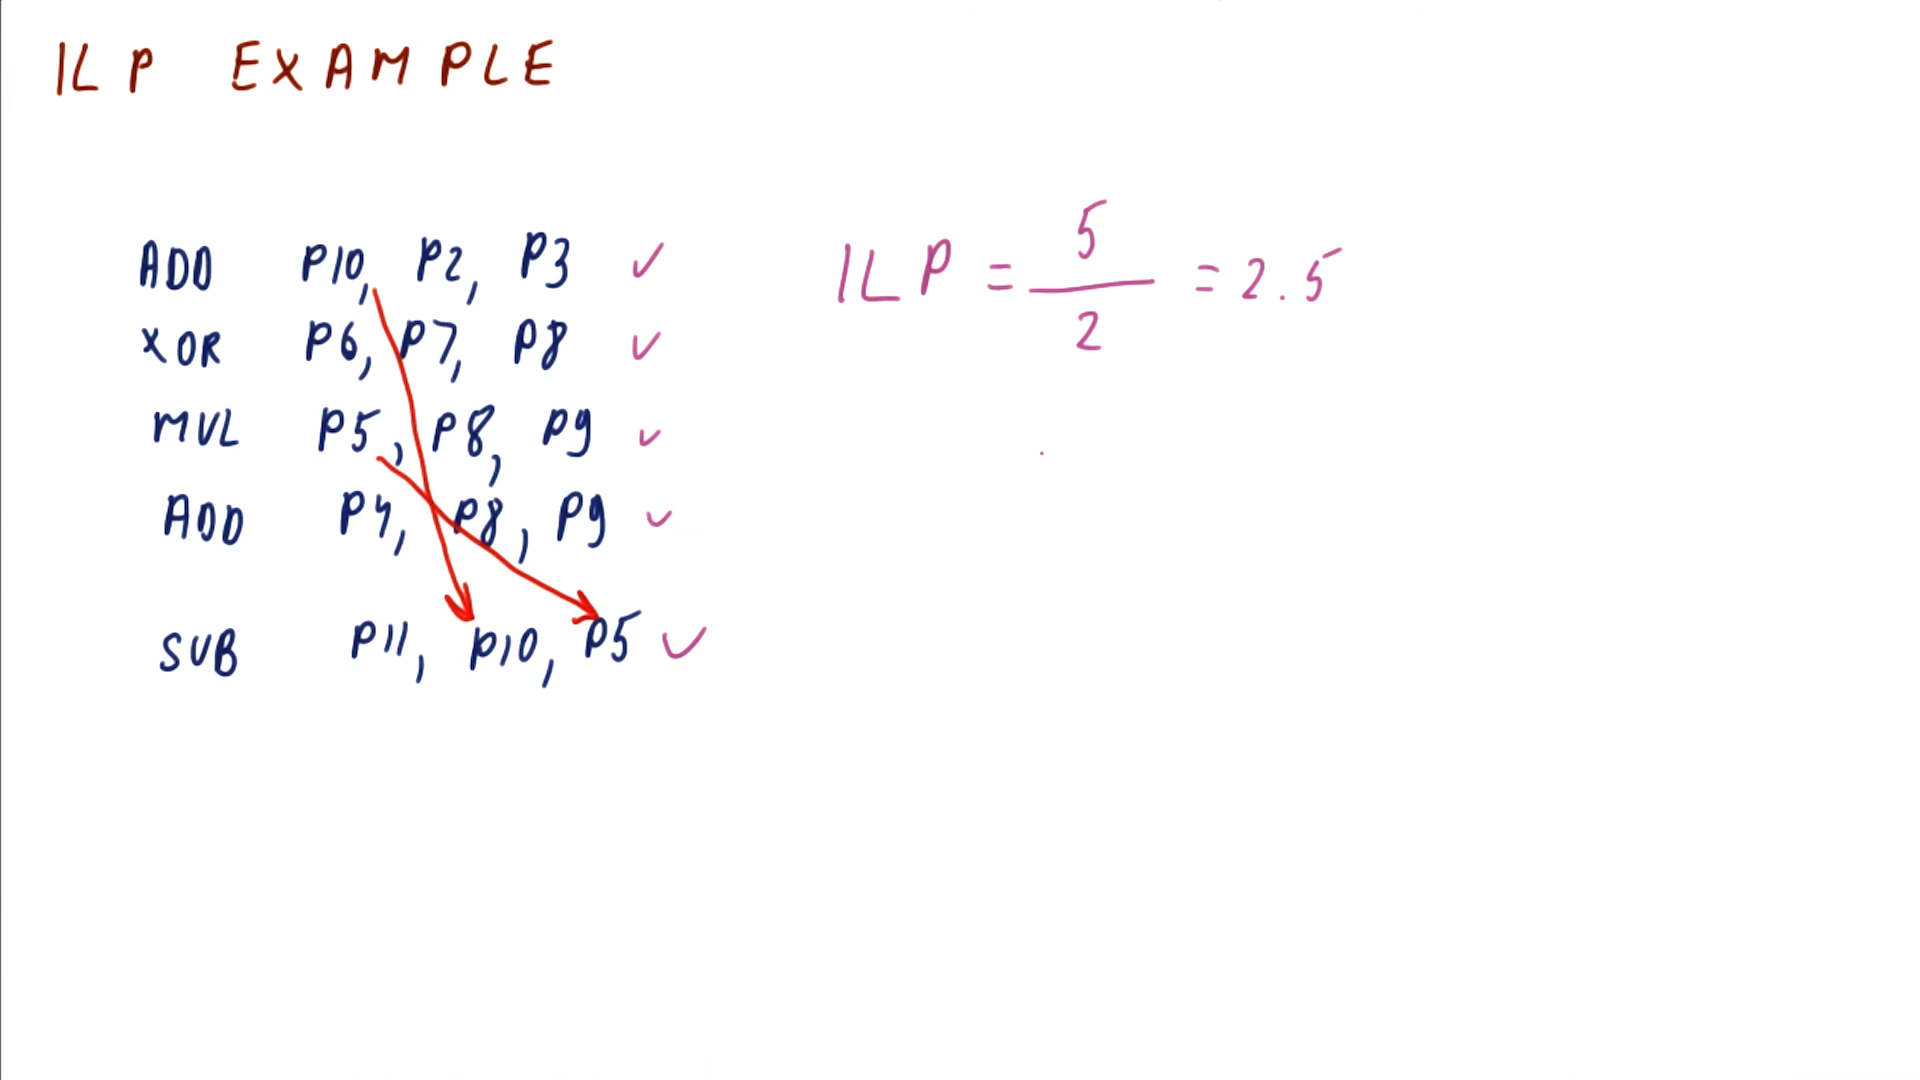 ILP EXAMPLE
ADD P10, P2, P3 ✓
XOR P6, P7, P8 ✓
MUL P5, P8, P9 ✓
ADD P4, P8, P9 ✓
SUB P11, P10, P5 ✓
ILP = 5/2 = 2.5